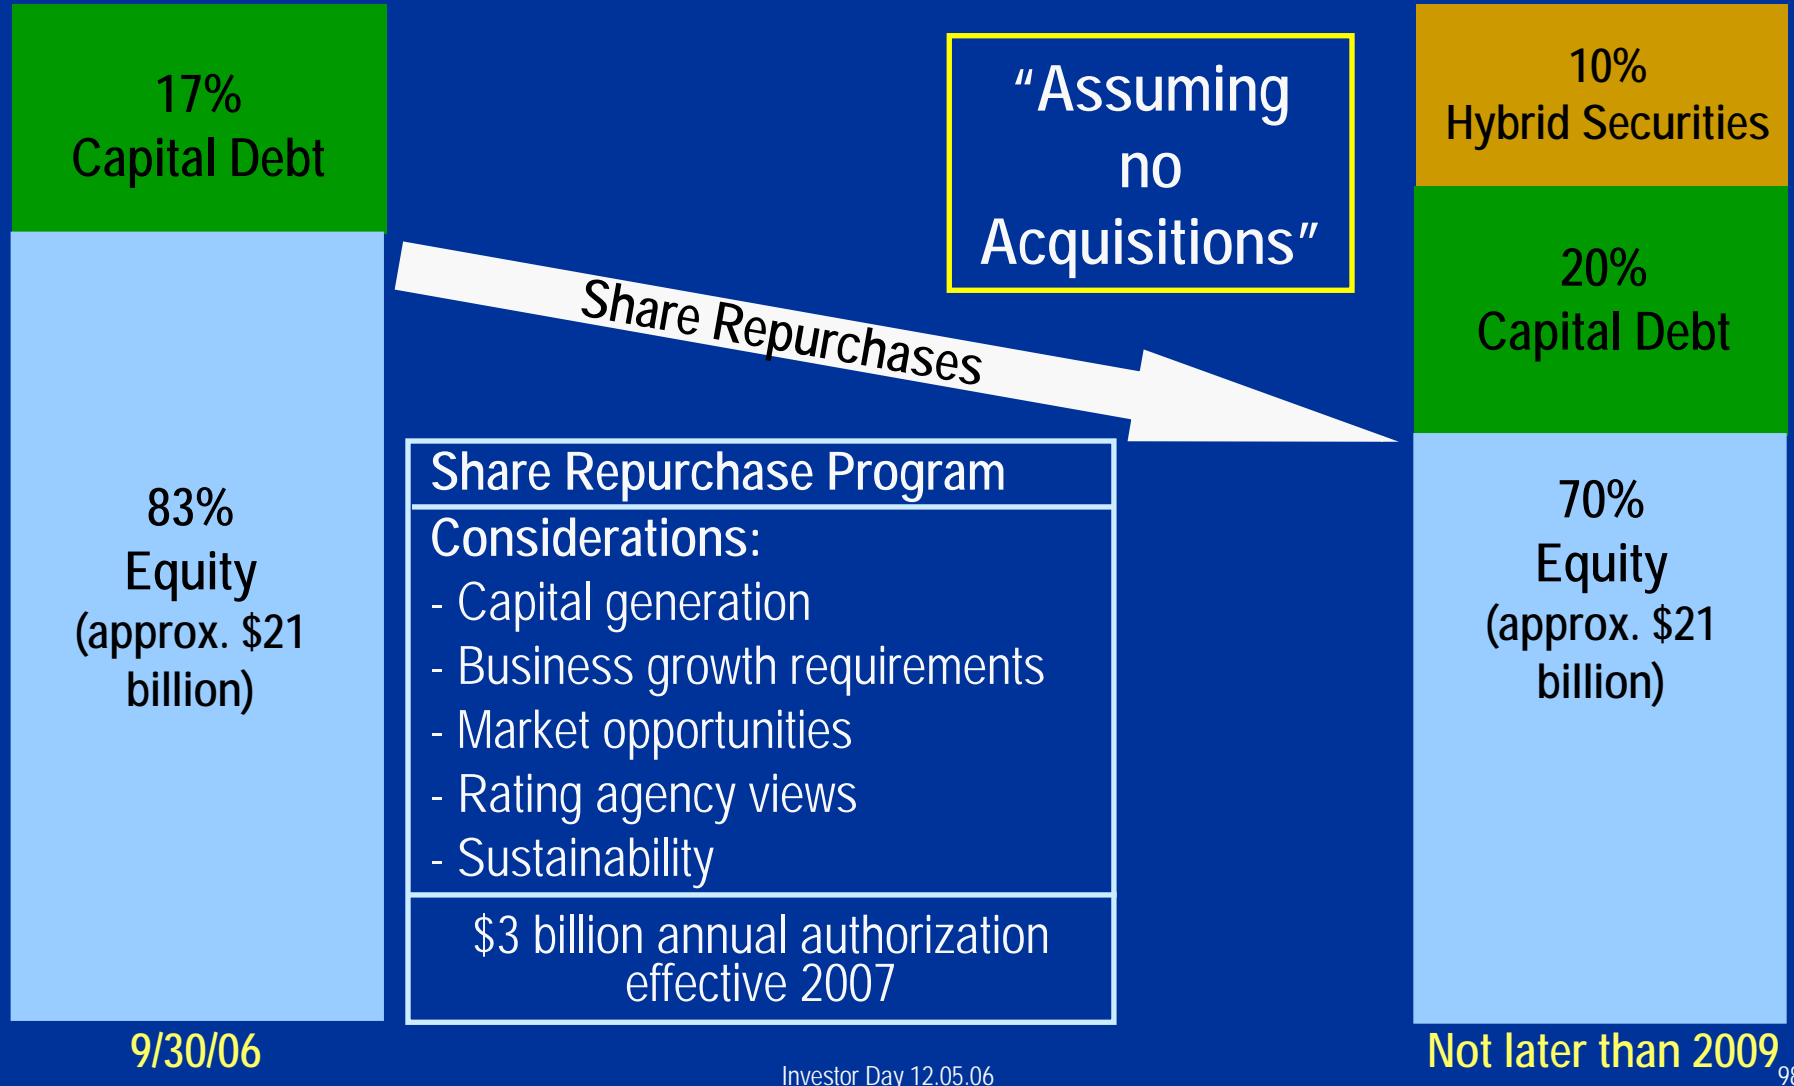 17%
Capital Debt
83%
Equity
(approx. $21
billion)
9/30/06
"Assuming
no
Acquisitions"
Share Repurchases
Share Repurchase Program
Considerations:
- Capital generation
- Business growth requirements
- Market opportunities
- Rating agency views
- Sustainability
$3 billion annual authorization
effective 2007
10%
Hybrid Securities
20%
Capital Debt
70%
Equity
(approx. $21
billion)
Not later than 2009
Investor Day 12.05.06
98